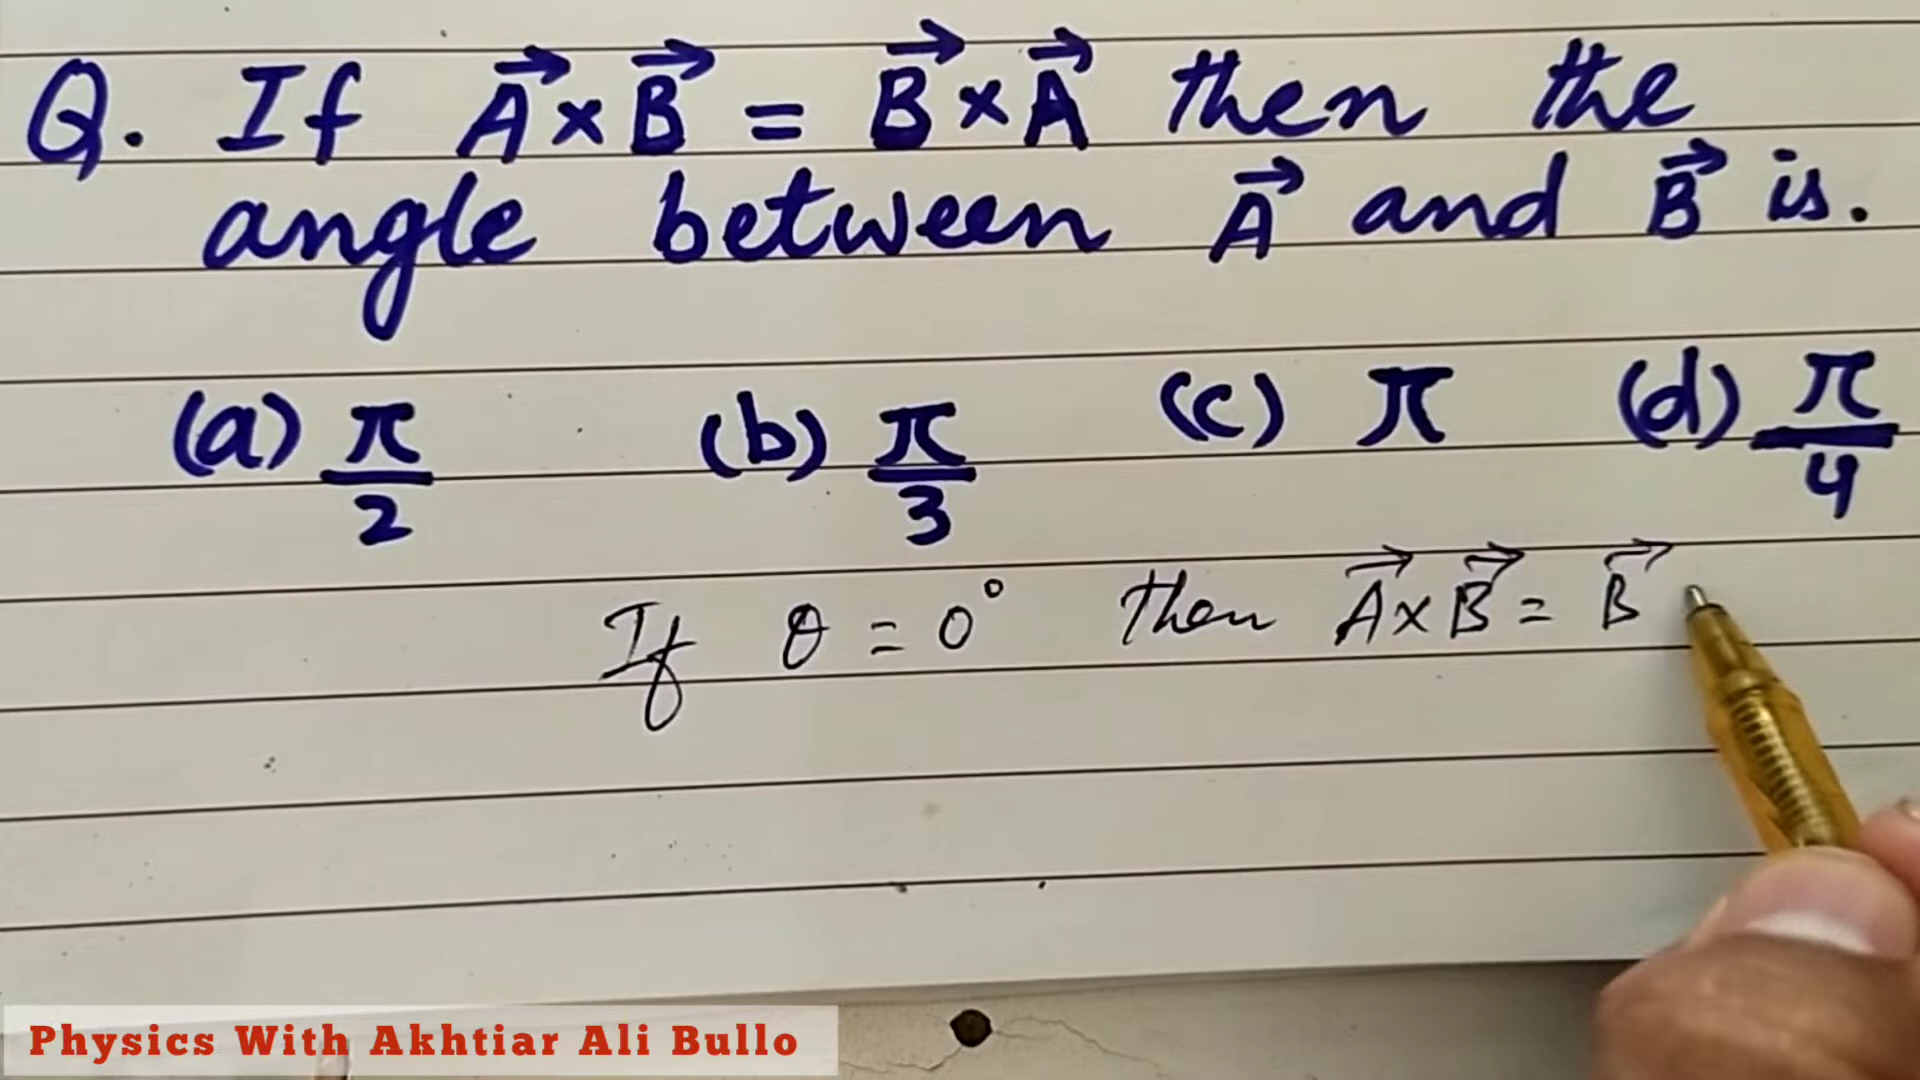 Q. If A⃗ × B⃗ = B⃗ × A⃗ then the
angle between A⃗ and B⃗ is.
(a) π/2 (b) π/3 (c) π (d) π/4
If θ = 0° then A⃗ × B⃗ = B⃗
Physics With Akhtiar Ali Bullo